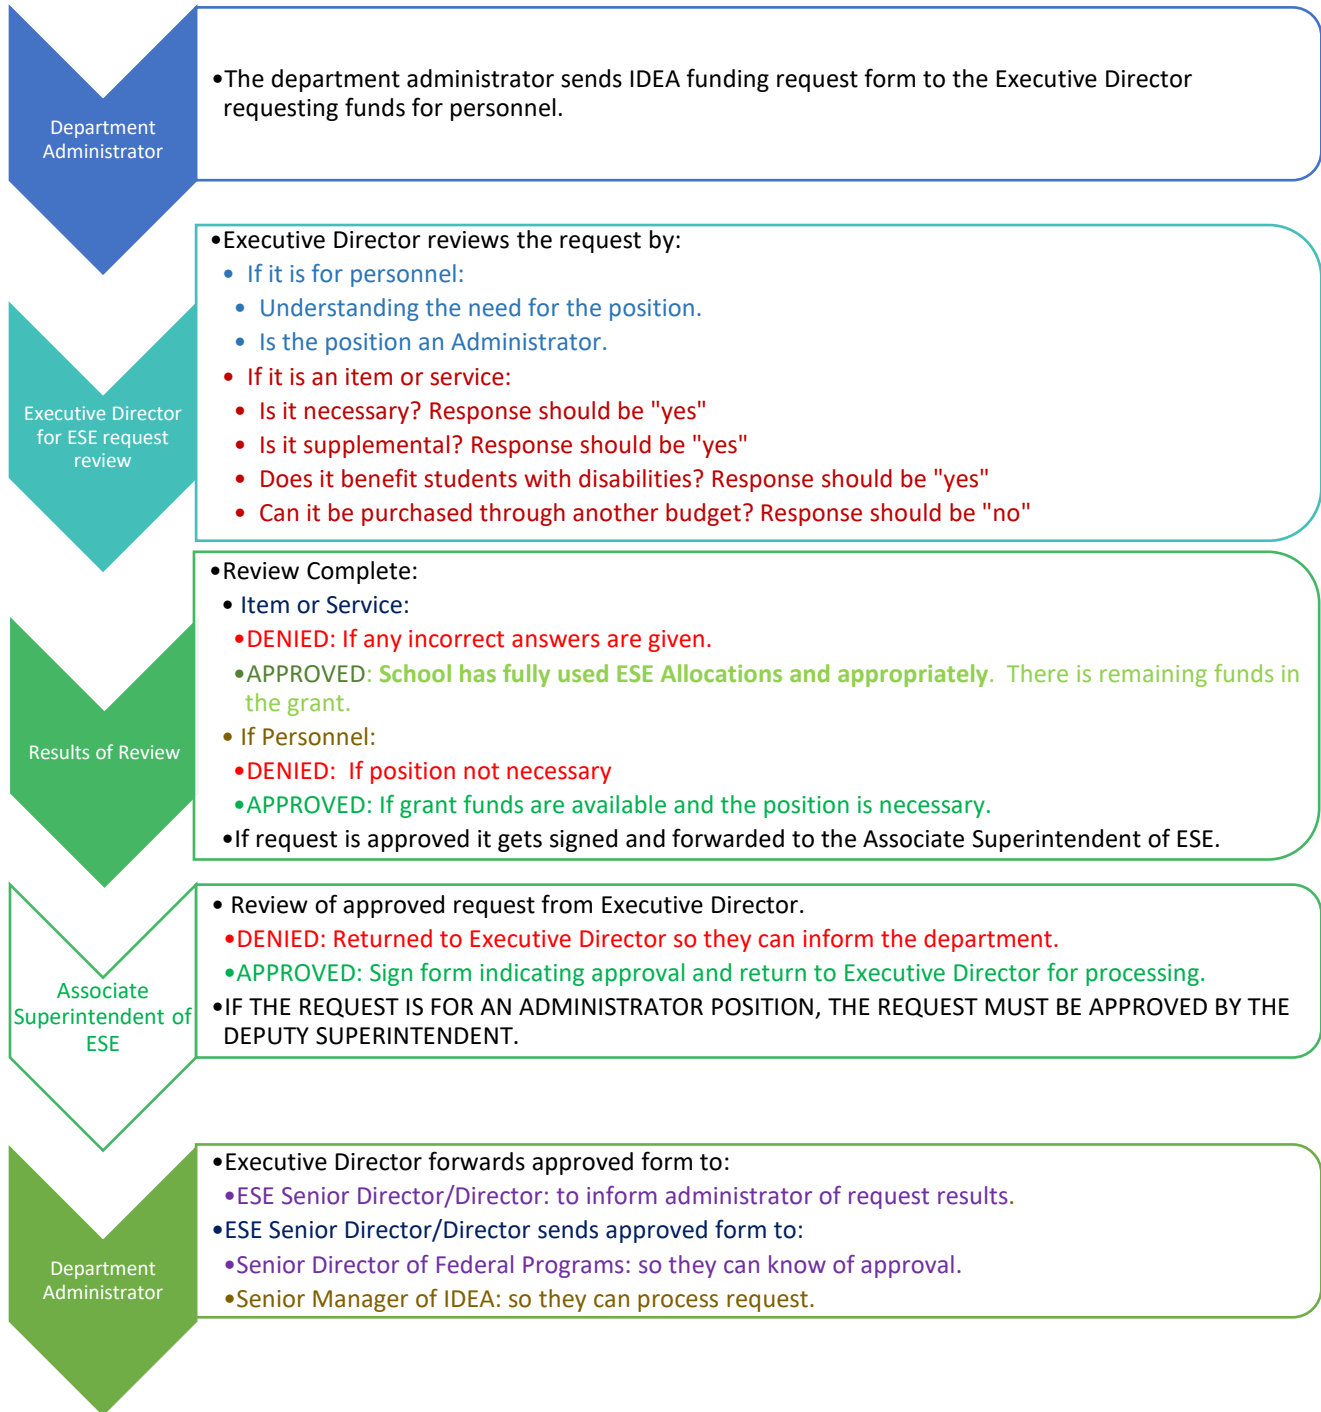 Department
Administrator
•The department administrator sends IDEA funding request form to the Executive Director
requesting funds for personnel.
Executive Director
for ESE request
review
•Executive Director reviews the request by:
• If it is for personnel:
• Understanding the need for the position.
• Is the position an Administrator.
• If it is an item or service:
• Is it necessary? Response should be "yes"
• Is it supplemental? Response should be "yes"
• Does it benefit students with disabilities? Response should be "yes"
• Can it be purchased through another budget? Response should be "no"
Results of Review
•Review Complete:
• Item or Service:
•DENIED: If any incorrect answers are given.
•APPROVED: School has fully used ESE Allocations and appropriately. There is remaining funds in
the grant.
• If Personnel:
•DENIED: If position not necessary
•APPROVED: If grant funds are available and the position is necessary.
•If request is approved it gets signed and forwarded to the Associate Superintendent of ESE.
Associate
Superintendent of
ESE
• Review of approved request from Executive Director.
•DENIED: Returned to Executive Director so they can inform the department.
•APPROVED: Sign form indicating approval and return to Executive Director for processing.
•IF THE REQUEST IS FOR AN ADMINISTRATOR POSITION, THE REQUEST MUST BE APPROVED BY THE
DEPUTY SUPERINTENDENT.
Department
Administrator
•Executive Director forwards approved form to:
•ESE Senior Director/Director: to inform administrator of request results.
•ESE Senior Director/Director sends approved form to:
•Senior Director of Federal Programs: so they can know of approval.
•Senior Manager of IDEA: so they can process request.